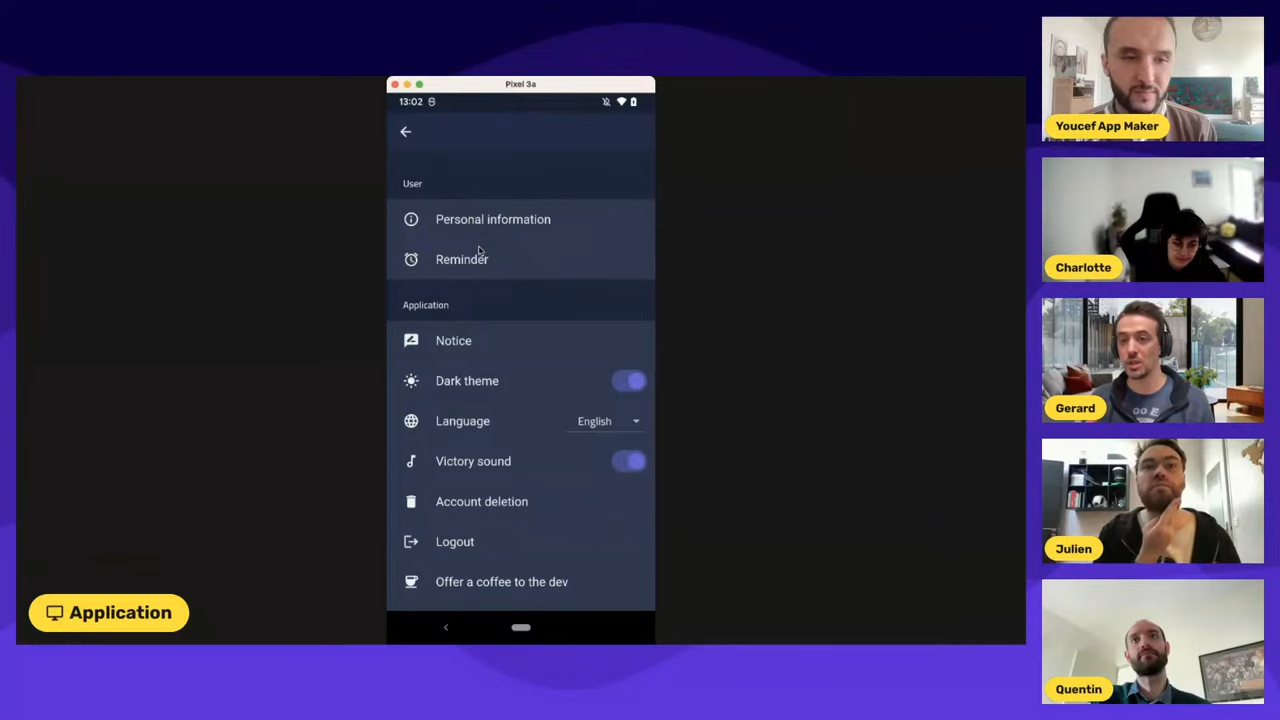 Pixel 3a
13:02
User
Personal information
Reminder
Application
Notice
Dark theme
Language English
Victory sound
Account deletion
Logout
Offer a coffee to the dev
Application
Youcef App Maker
Charlotte
Gerard
Julien
Quentin